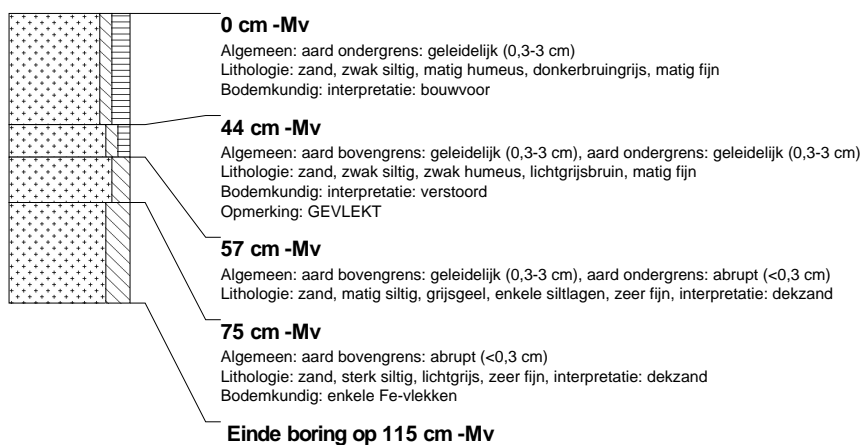 0 cm -Mv
Algemeen: aard ondergrens: geleidelijk (0,3-3 cm)
Lithologie: zand, zwak siltig, matig humeus, donkerbruingrijs, matig fijn
Bodemkundig: interpretatie: bouwvoor
44 cm -Mv
Algemeen: aard bovengrens: geleidelijk (0,3-3 cm), aard ondergrens: geleidelijk (0,3-3 cm)
Lithologie: zand, zwak siltig, zwak humeus, lichtgrijsbruin, matig fijn
Bodemkundig: interpretatie: verstoord
Opmerking: GEVLEKT
57 cm -Mv
Algemeen: aard bovengrens: geleidelijk (0,3-3 cm), aard ondergrens: abrupt (<0,3 cm)
Lithologie: zand, matig siltig, grijsgeel, enkele siltlagen, zeer fijn, interpretatie: dekzand
75 cm -Mv
Algemeen: aard bovengrens: abrupt (<0,3 cm)
Lithologie: zand, sterk siltig, lichtgrijs, zeer fijn, interpretatie: dekzand
Bodemkundig: enkele Fe-vlekken
Einde boring op 115 cm -Mv